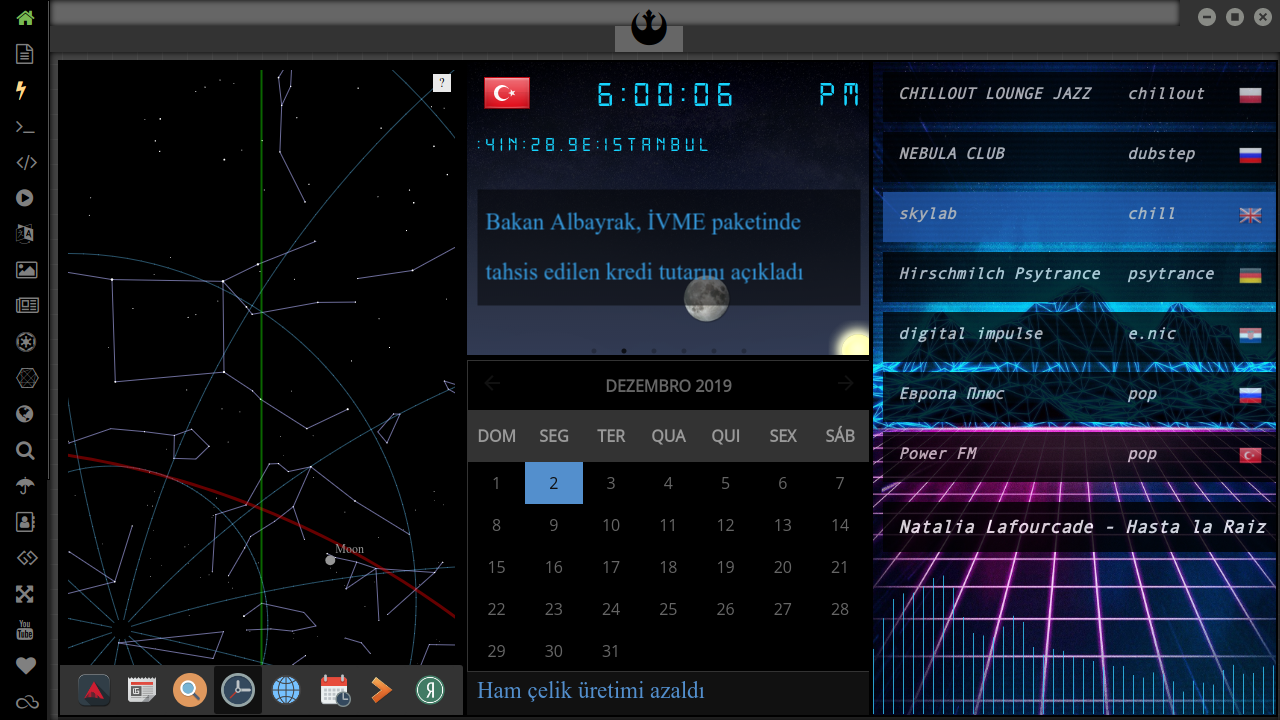 ?
Moon
6:00:06 PM
:41N:28.9E:ISTANBUL
Bakan Albayrak, İVME paketinde
tahsis edilen kredi tutarını açıkladı
DEZEMBRO 2019
DOM SEG TER QUA QUI SEX SÁB
1 2 3 4 5 6 7
8 9 10 11 12 13 14
15 16 17 18 19 20 21
22 23 24 25 26 27 28
29 30 31
Ham çelik üretimi azaldı
CHILLOUT LOUNGE JAZZ chillout
NEBULA CLUB dubstep
skylab chill
Hirschmilch Psytrance psytrance
digital impulse e.nic
Европа Плюс pop
Power FM pop
Natalia Lafourcade - Hasta la Raiz
You
Tube
Я